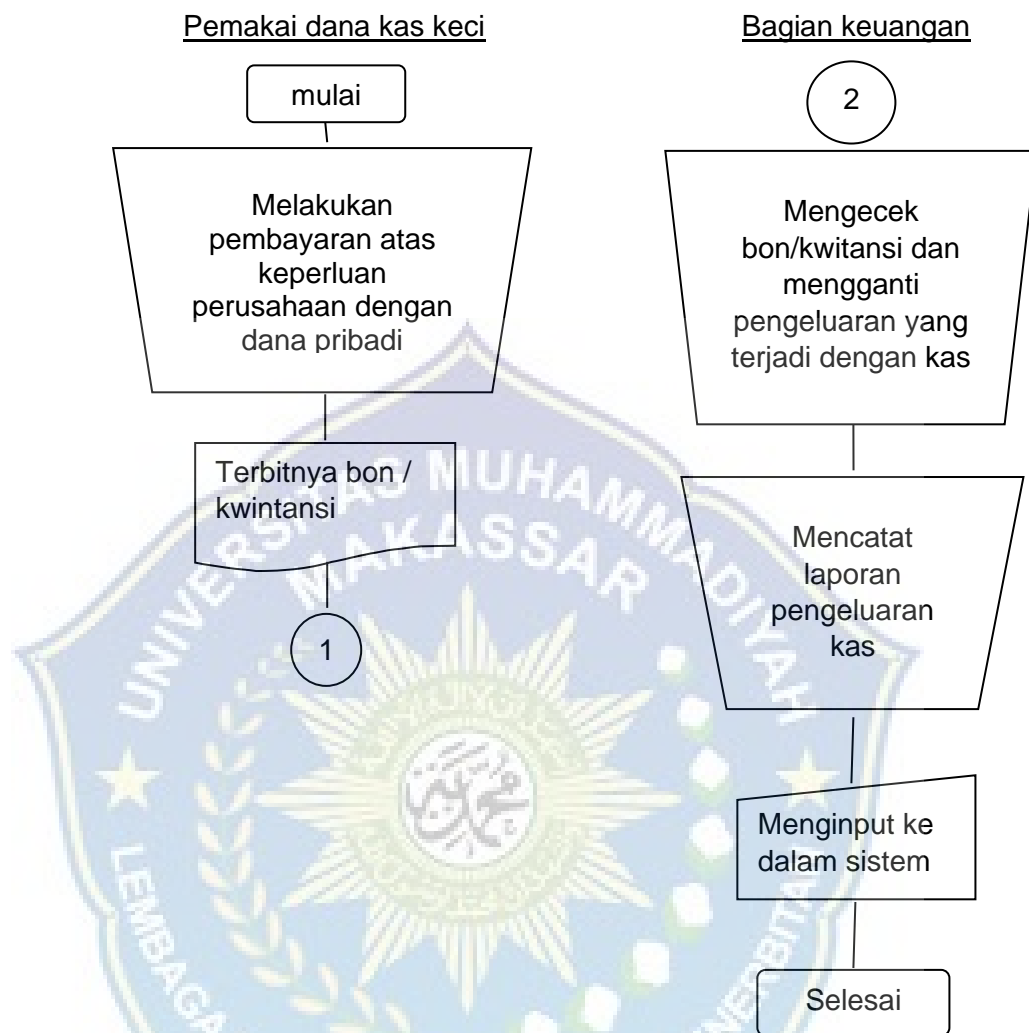 Pemakai dana kas keci
mulai
Melakukan
pembayaran atas
keperluan
perusahaan dengan
dana pribadi
Terbitnya bon /
kwintansi
1
Bagian keuangan
2
Mengecek
bon/kwitansi dan
mengganti
pengeluaran yang
terjadi dengan kas
Mencatat
laporan
pengeluaran
kas
Menginput ke
dalam sistem
Selesai
UNIVERSITAS MUHAMMADIYAH
MAKASSAR
LEMBAGA